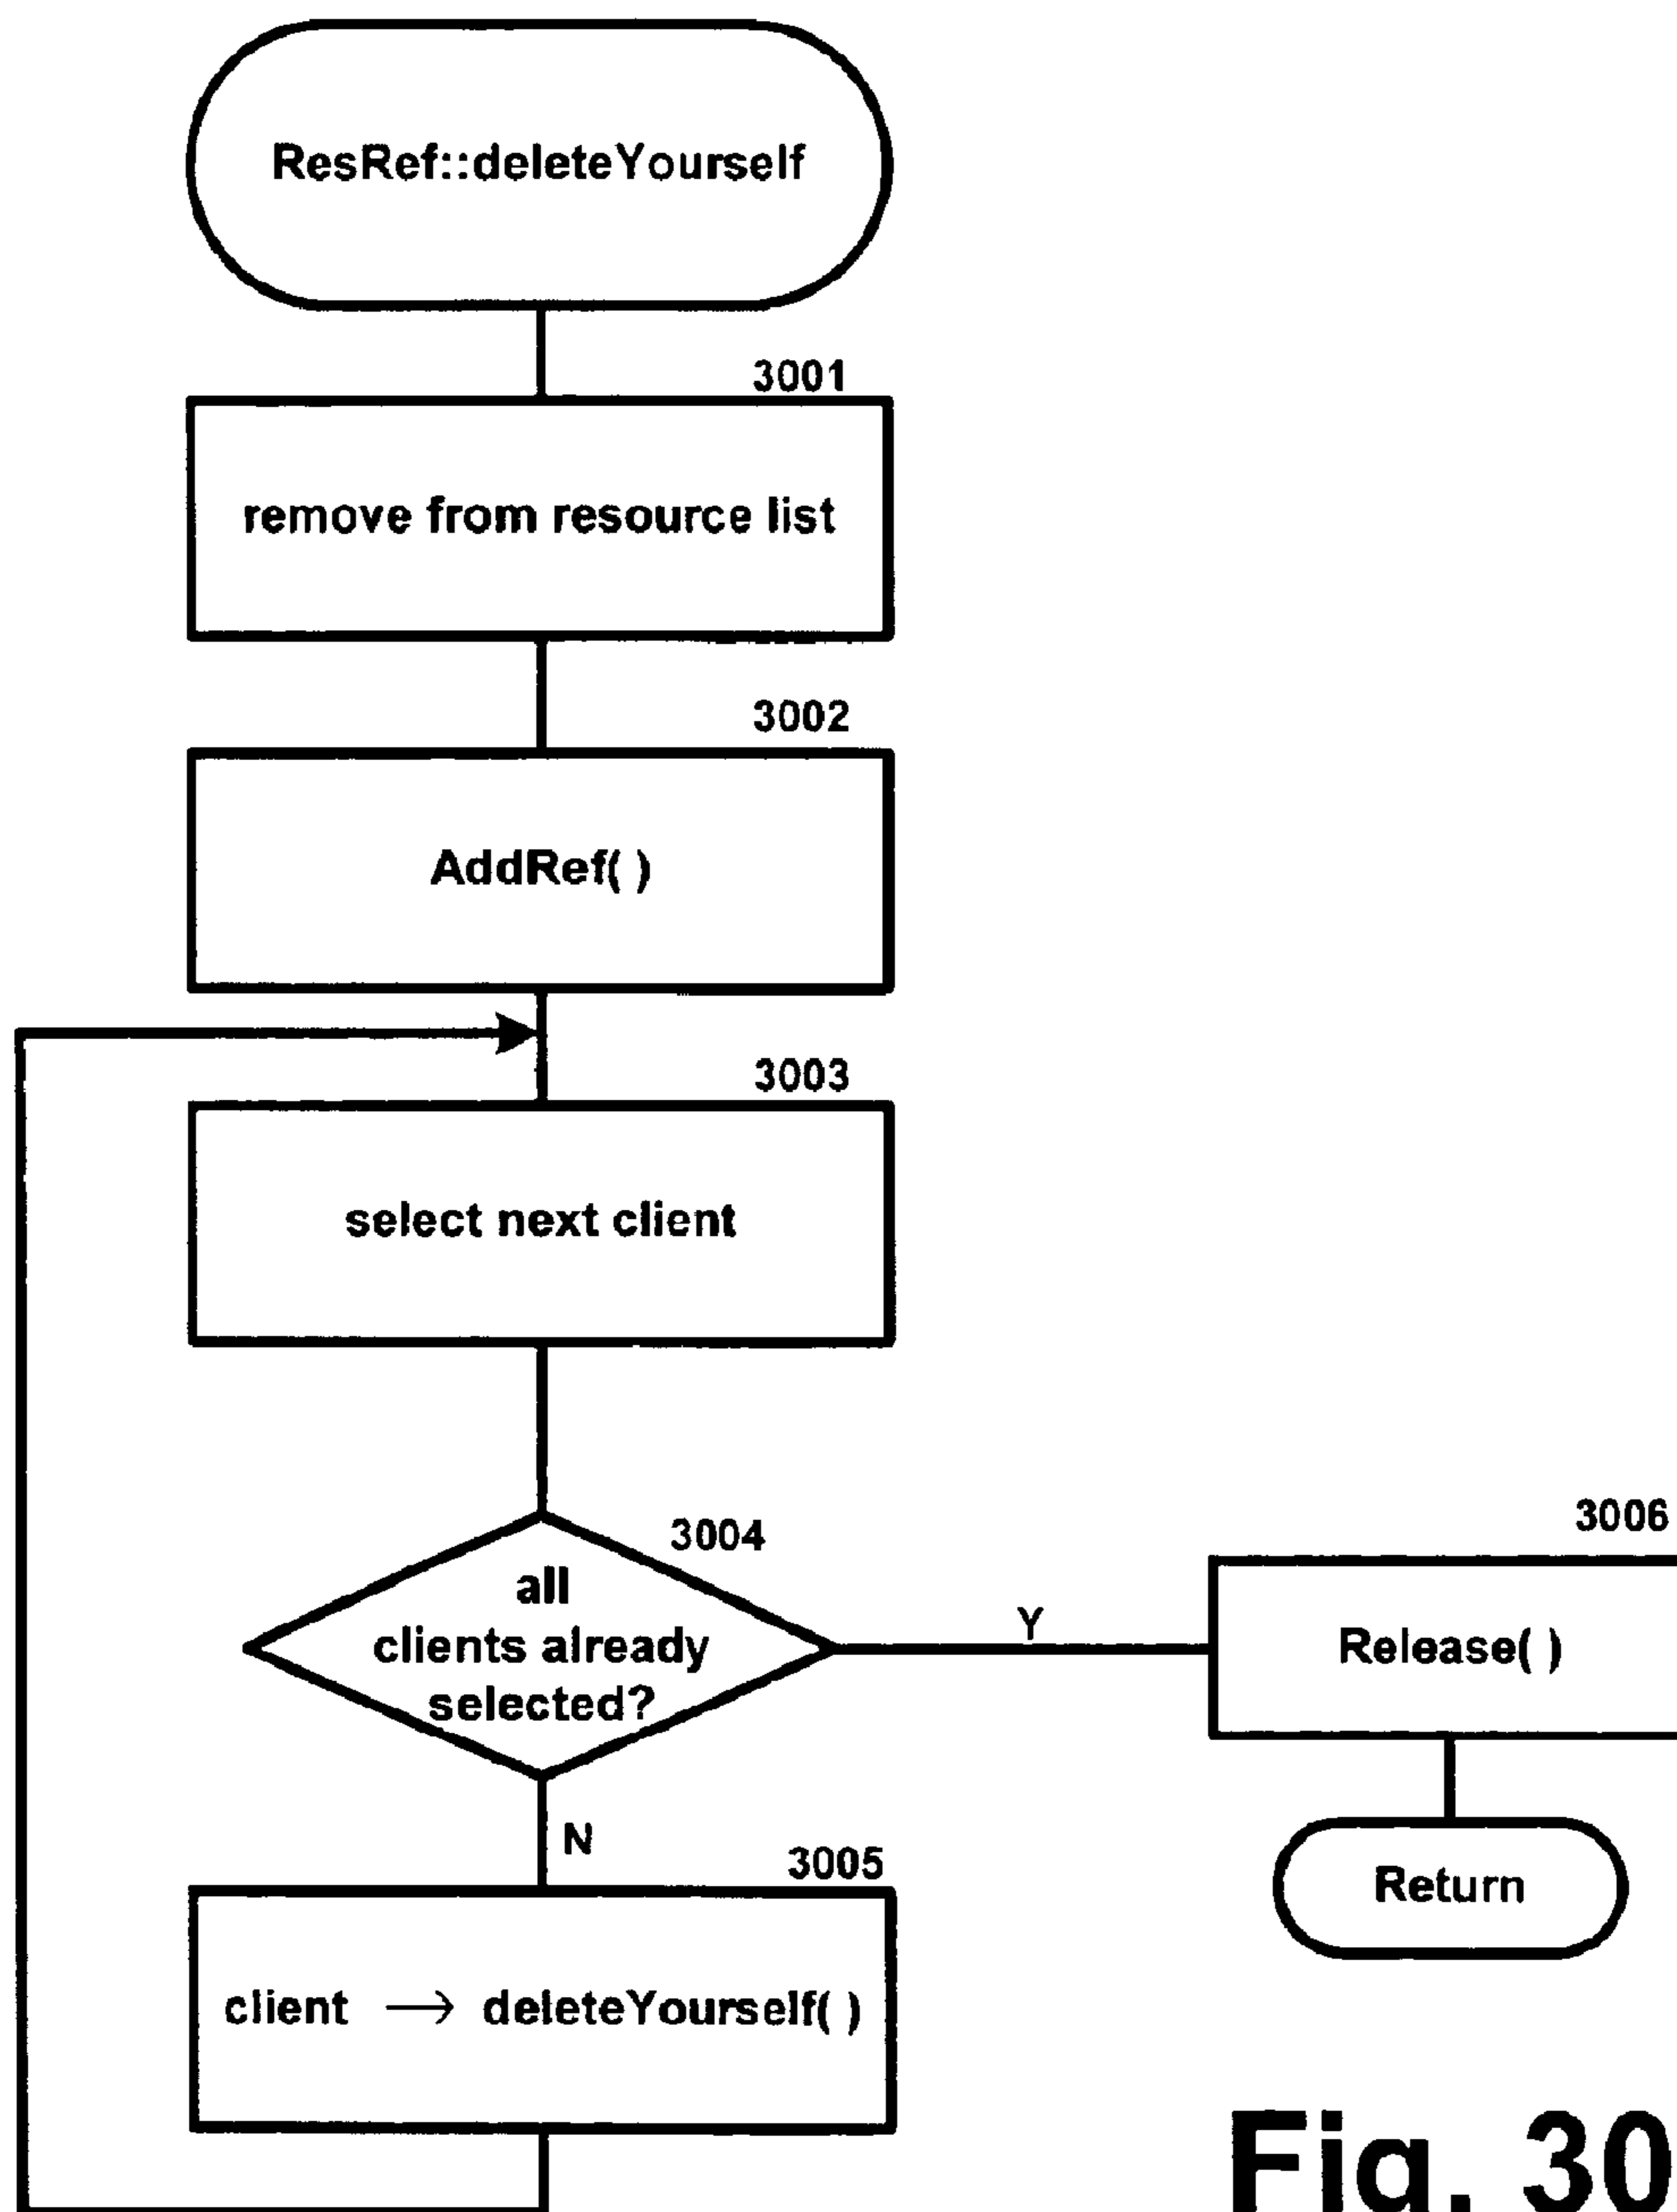 ResRef::deleteYourself
3001
remove from resource list
3002
AddRef( )
3003
select next client
3004
all
clients already
selected?
Y
3006
Release( )
Return
N
3005
client → deleteYourself( )
Fig. 30